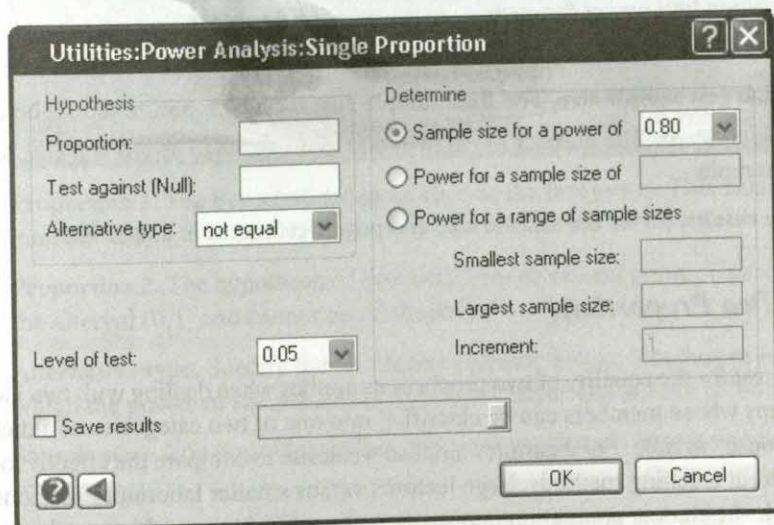 Utilities:Power Analysis:Single Proportion
Hypothesis
Proportion:
Test against (Null):
Alternative type: not equal
Level of test: 0.05
Save results
Determine
Sample size for a power of 0.80
Power for a sample size of
Power for a range of sample sizes
Smallest sample size:
Largest sample size:
Increment: 1
OK
Cancel